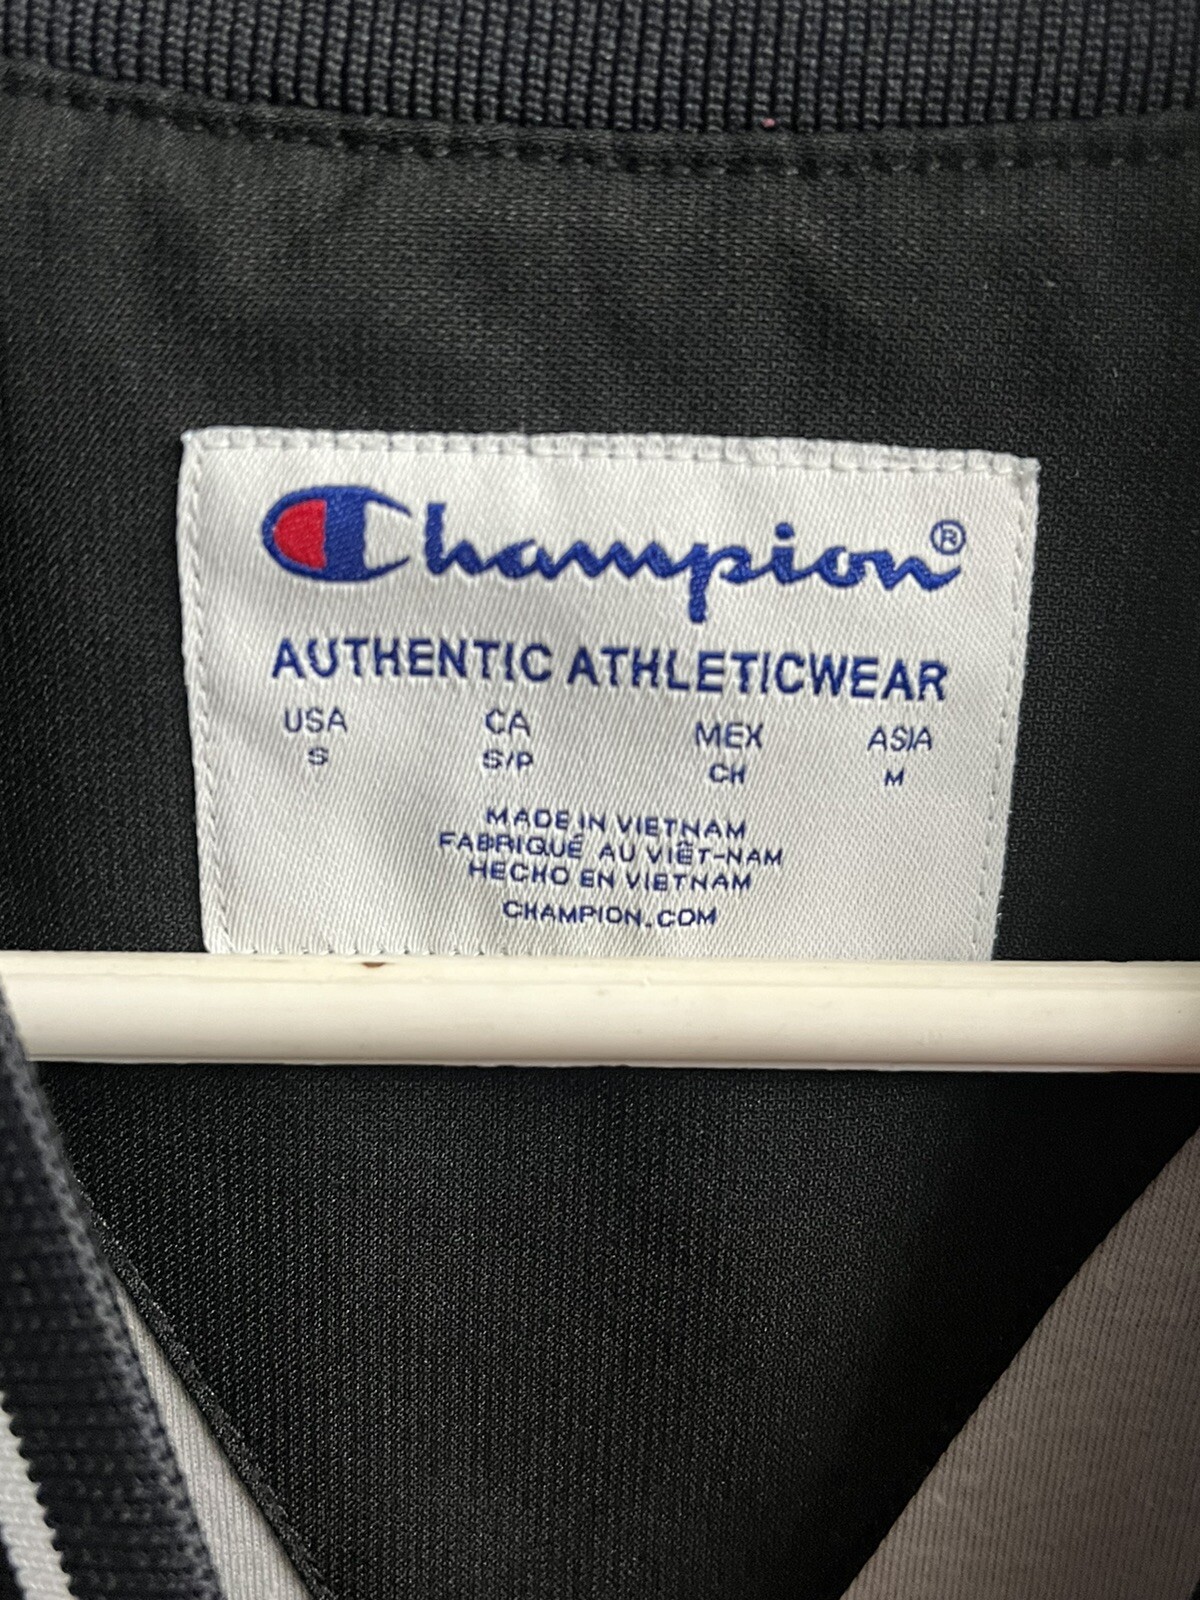 Champion®
AUTHENTIC ATHLETICWEAR
USA CA MEX ASIA
S S/P CH M
MADE IN VIETNAM
FABRIQUÉ AU VIÊT-NAM
HECHO EN VIETNAM
CHAMPION.COM